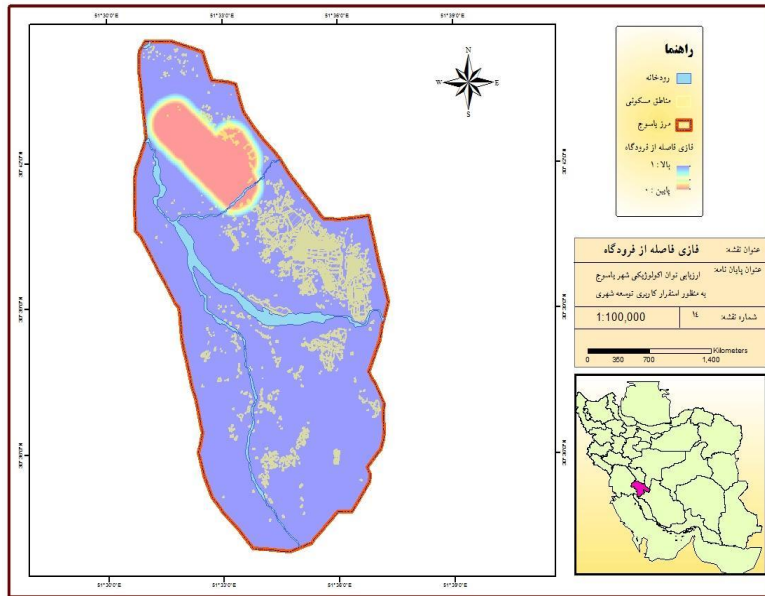 51°30'0"E 51°33'0"E 51°36'0"E 51°39'0"E
N
W E
S
راهنما
رودخانه
مناطق مسکونی
مرز یاسوج
فازی فاصله از فرودگاه
بالا : ۱
پایین : ۰
عنوان نقشه: فازی فاصله از فرودگاه
عنوان پایان نامه: ارزیابی توان اکولوژیکی شهر یاسوج
به منظور استقرار کاربری توسعه شهری
شماره نقشه: ۱٤ 1:100,000
Kilometers
0 350 700 1,400
51°30'0"E 51°33'0"E 51°36'0"E 51°39'0"E